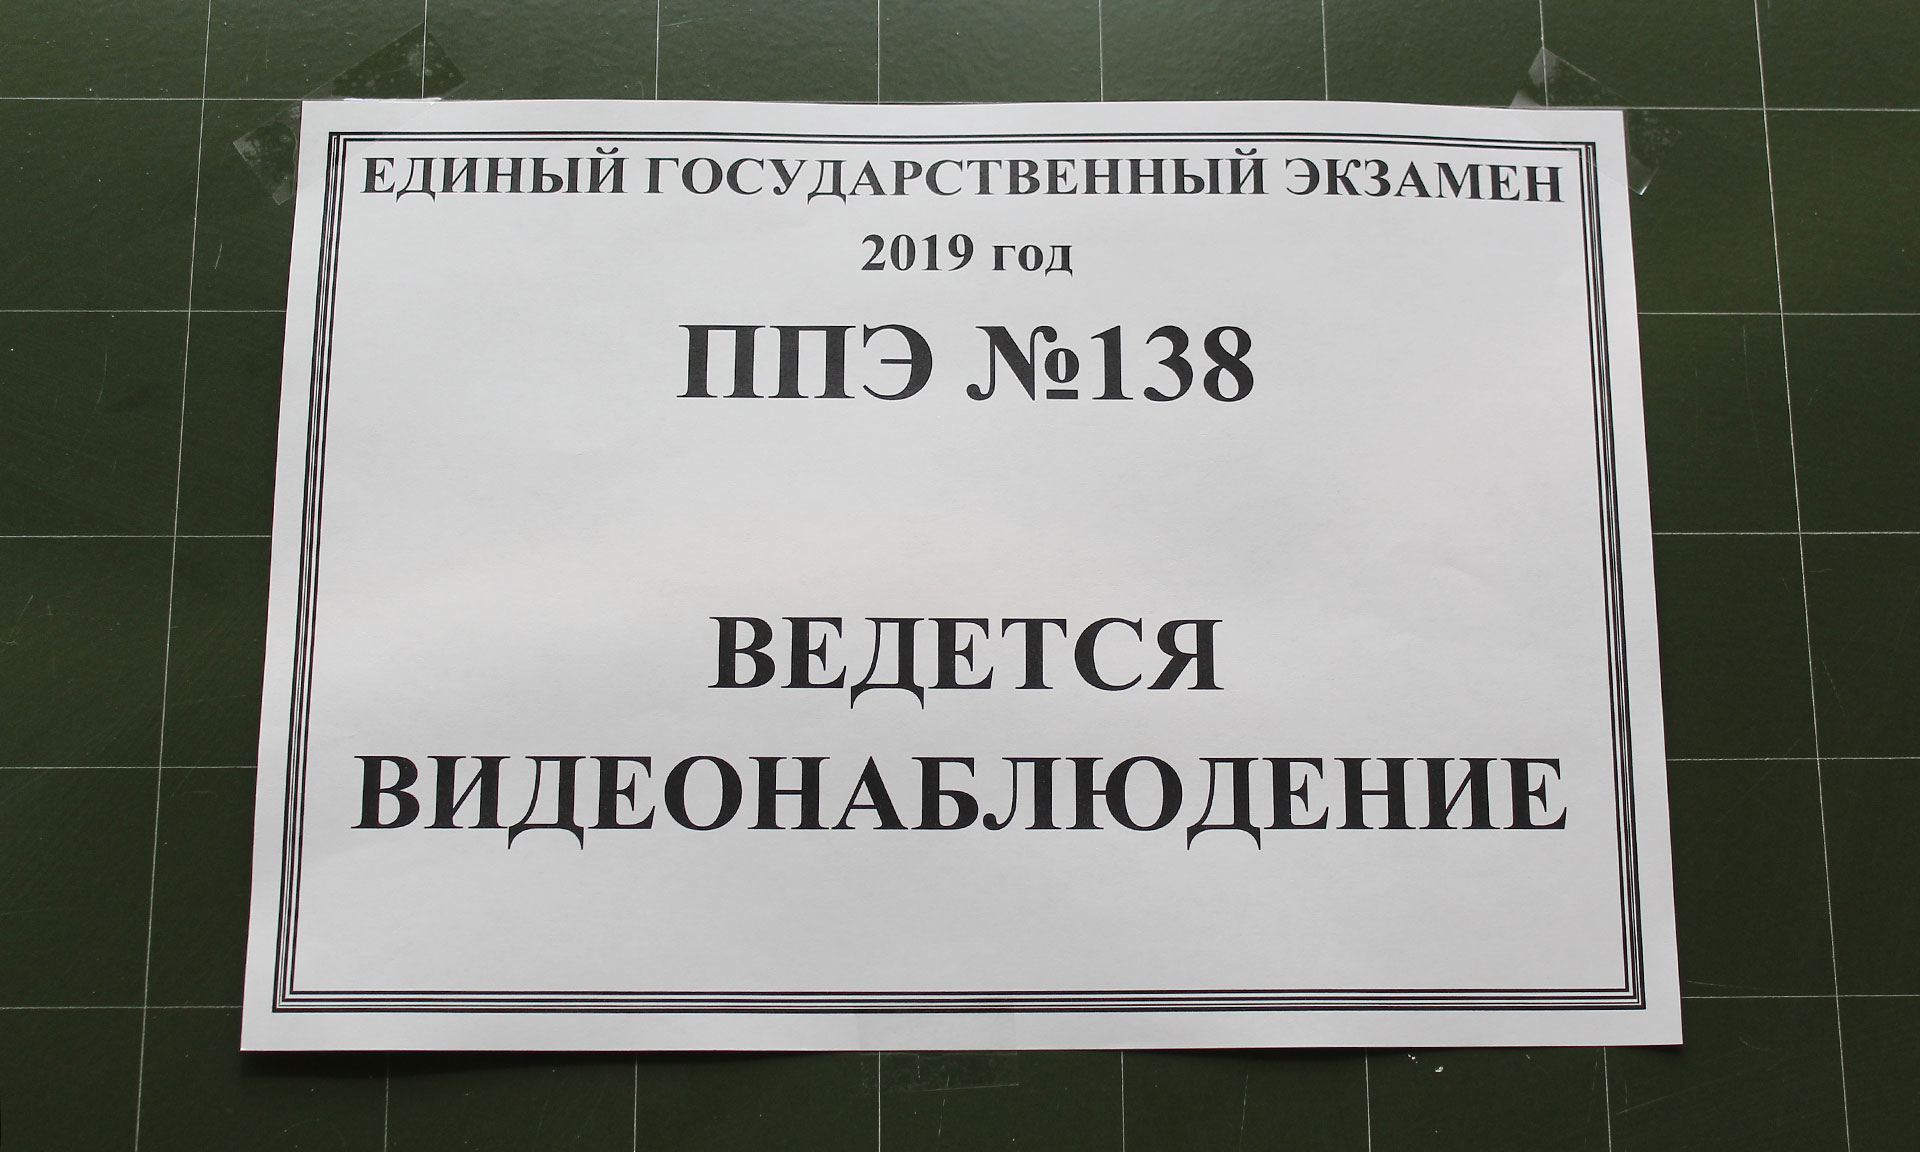 ЕДИНЫЙ ГОСУДАРСТВЕННЫЙ ЭКЗАМЕН
2019 год
ППЭ №138
ВЕДЕТСЯ
ВИДЕОНАБЛЮДЕНИЕ